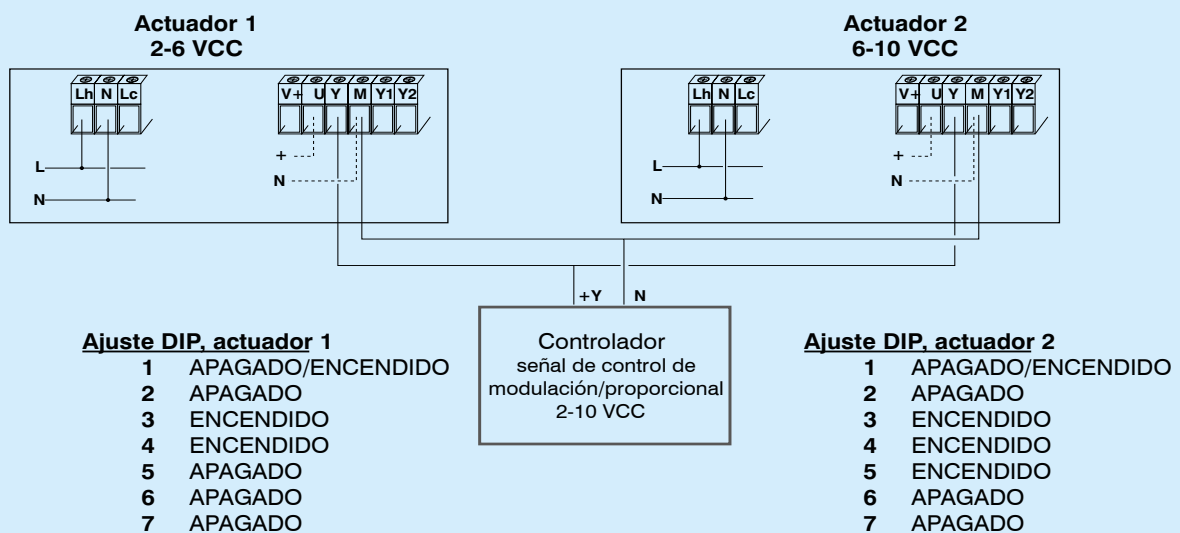 Actuador 1
2-6 VCC
Lh N Lc
V+ U Y M Y1 Y2
+
N
L
N
Actuador 2
6-10 VCC
Lh N Lc
V+ U Y M Y1 Y2
+
N
L
N
+Y N
Controlador
señal de control de
modulación/proporcional
2-10 VCC
Ajuste DIP, actuador 1
1 APAGADO/ENCENDIDO
2 APAGADO
3 ENCENDIDO
4 ENCENDIDO
5 APAGADO
6 APAGADO
7 APAGADO
Ajuste DIP, actuador 2
1 APAGADO/ENCENDIDO
2 APAGADO
3 ENCENDIDO
4 ENCENDIDO
5 ENCENDIDO
6 APAGADO
7 APAGADO